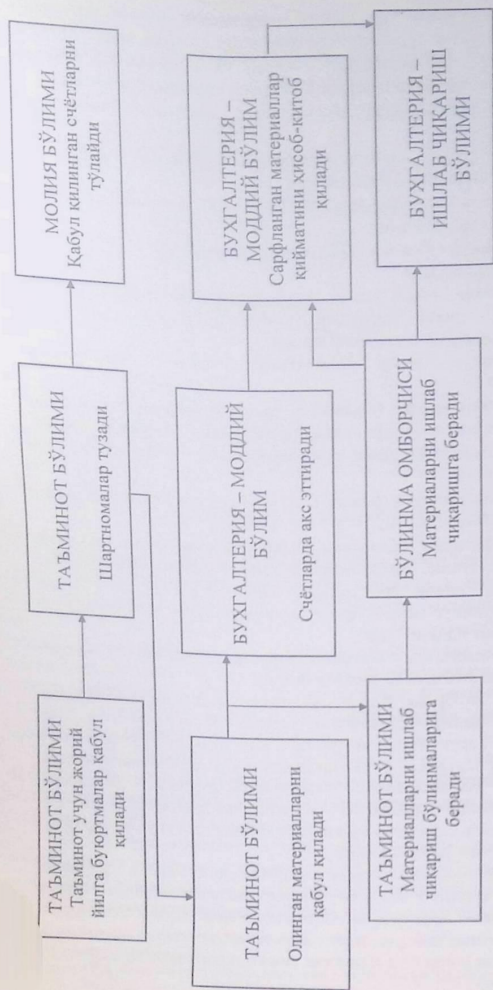 ТАЪМИНОТ БЎЛИМИ
Таъминот учун жорий
йилга буюртмалар қабул
қилади
ТАЪМИНОТ БЎЛИМИ
Шартномалар тузади
МОЛИЯ БЎЛИМИ
Қабул қилинган счётларни
тўлайди
ТАЪМИНОТ БЎЛИМИ
Олинган материалларни
қабул қилади
БУХГАЛТЕРИЯ – МОДДИЙ
БЎЛИМ
Счётларда акс эттиради
БУХГАЛТЕРИЯ –
МОДДИЙ БЎЛИМ
Сарфланган материаллар
қийматини ҳисоб-китоб
қилади
ТАЪМИНОТ БЎЛИМИ
Материалларни ишлаб
чиқариш бўлинмаларига
беради
БЎЛИНМА ОМБОРЧИСИ
Материаларни ишлаб
чиқаришга беради
БУХГАЛТЕРИЯ –
ИШЛАБ ЧИҚАРИШ
БЎЛИМИ